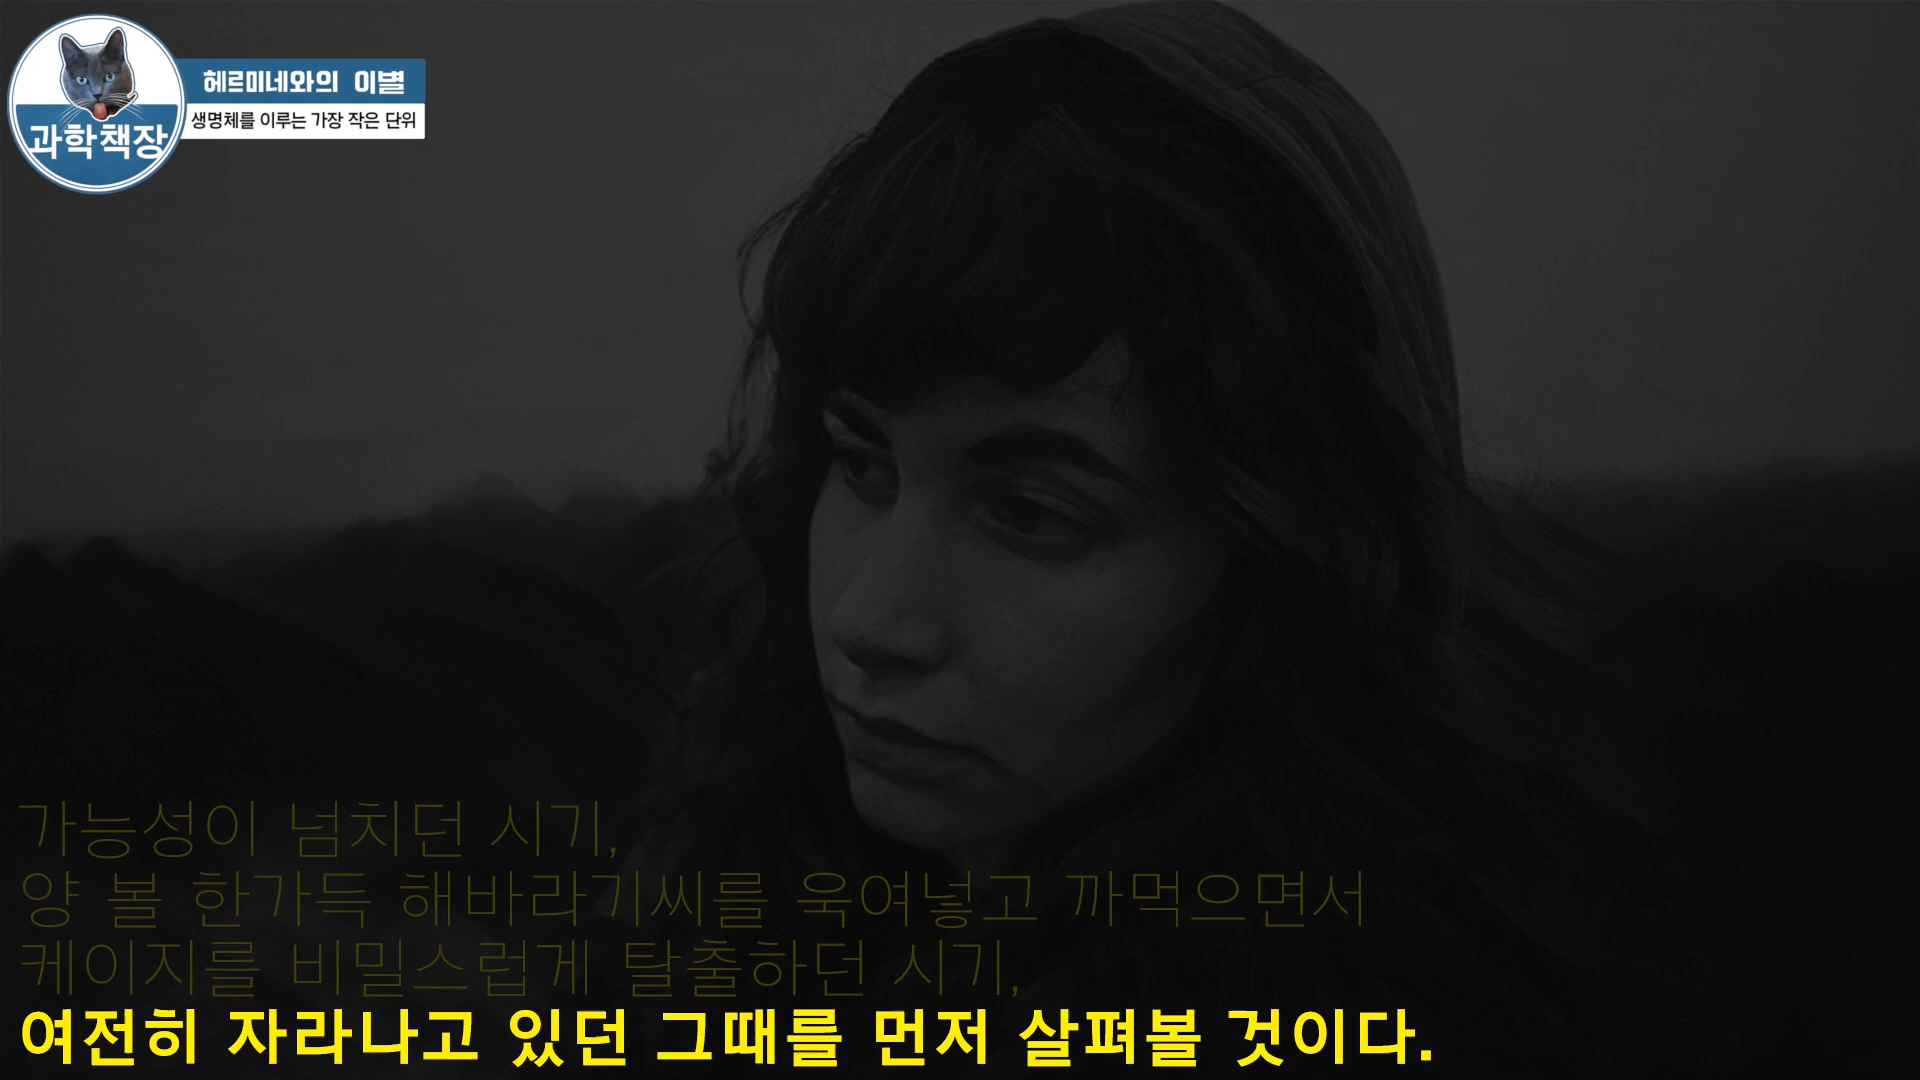 헤르미네와의 이별
생명체를 이루는 가장 작은 단위
과학책장
가능성이 넘치던 시기,
양 볼 한가득 해바라기씨를 욱여넣고 까먹으면서
케이지를 비밀스럽게 탈출하던 시기,
여전히 자라나고 있던 그때를 먼저 살펴볼 것이다.